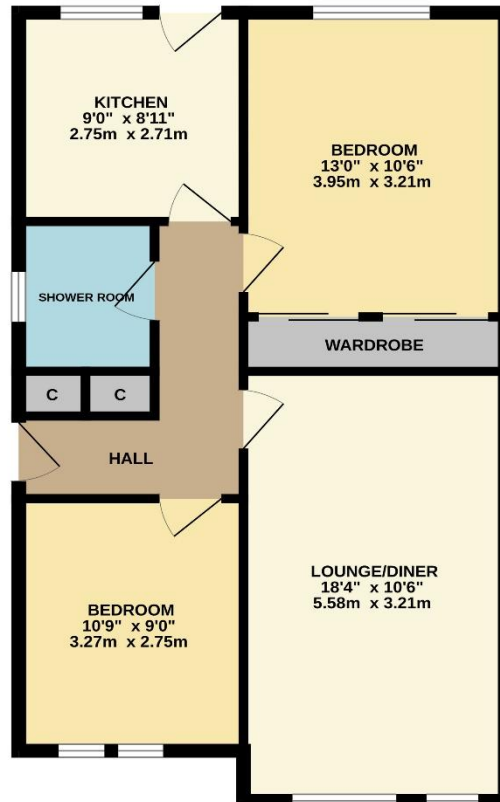 KITCHEN
9'0" x 8'11"
2.75m x 2.71m
BEDROOM
13'0" x 10'6"
3.95m x 3.21m
SHOWER ROOM
WARDROBE
C
C
HALL
LOUNGE/DINER
18'4" x 10'6"
5.58m x 3.21m
BEDROOM
10'9" x 9'0"
3.27m x 2.75m